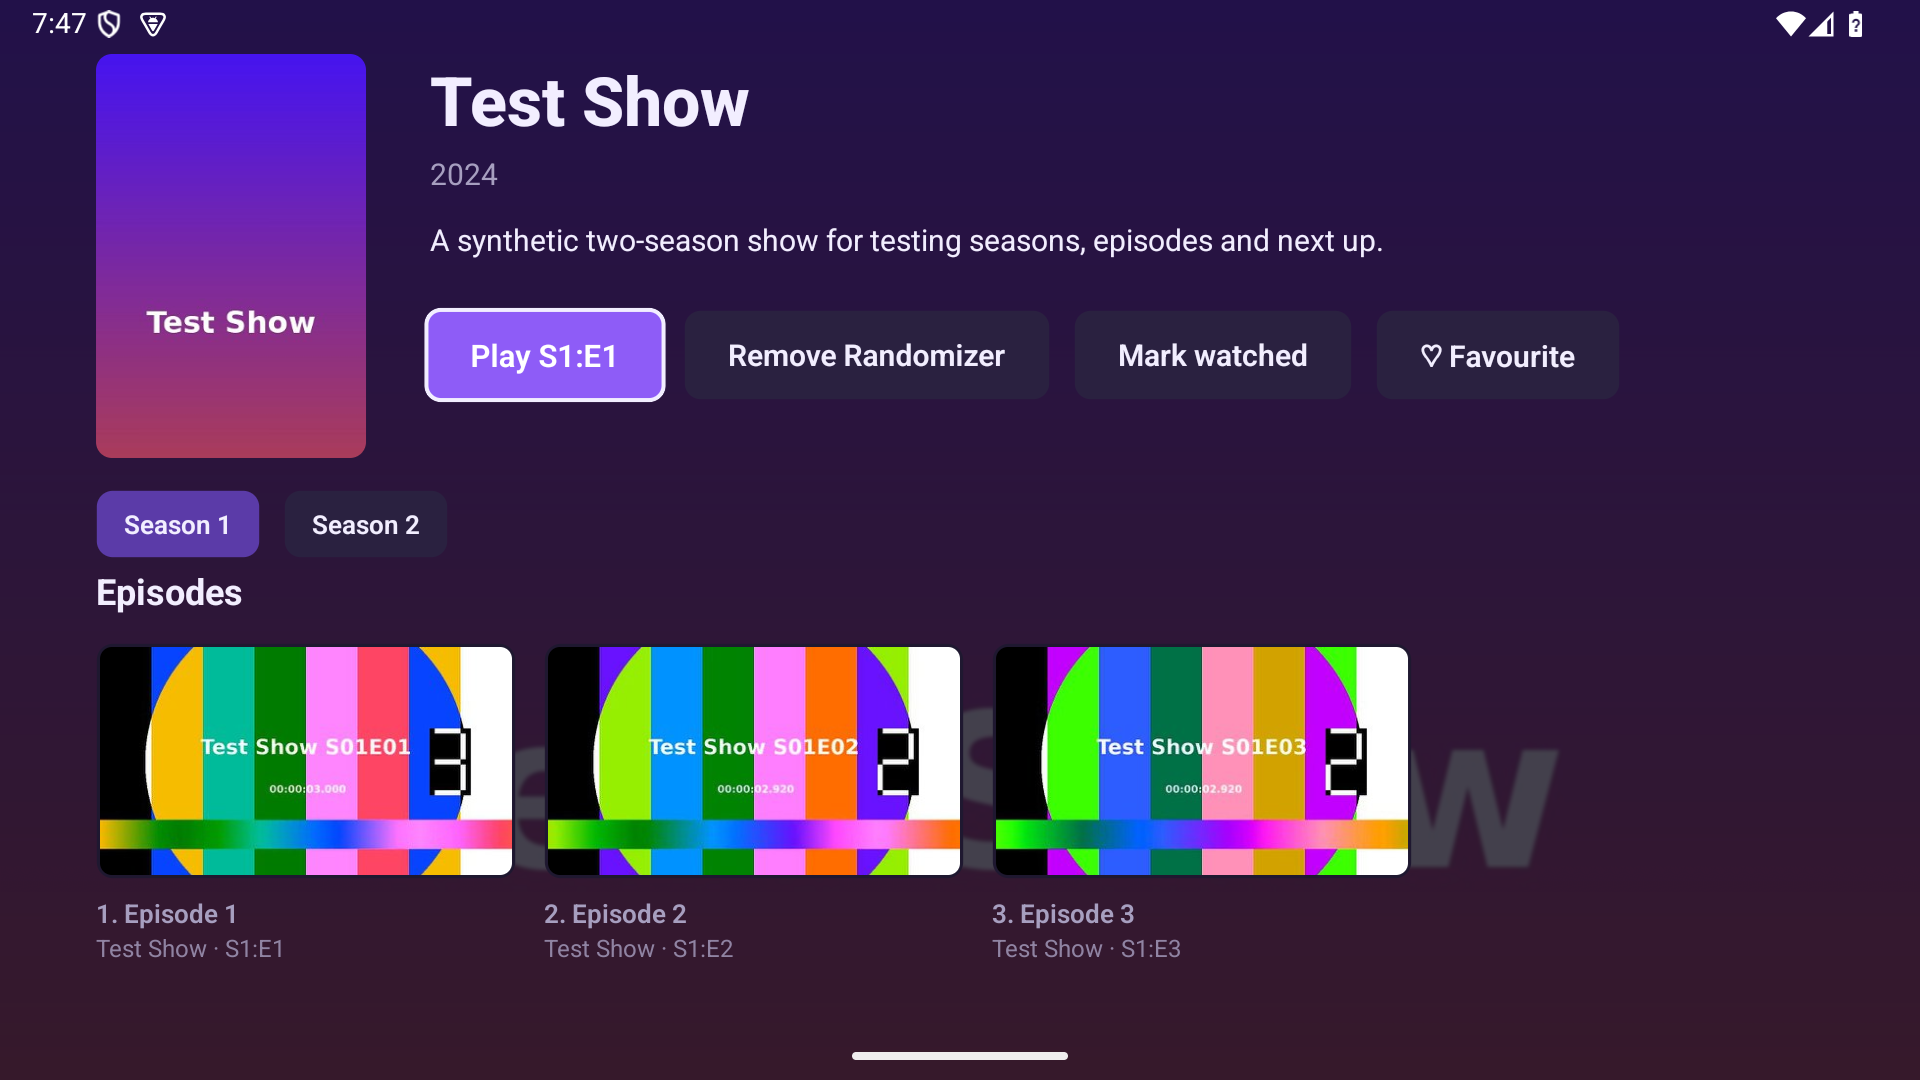 7:47
Test Show
Test Show
2024
A synthetic two-season show for testing seasons, episodes and next up.
Play S1:E1
Remove Randomizer
Mark watched
♡ Favourite
Season 1
Season 2
Episodes
Test Show S01E01
00:00:03.000
3
Test Show S01E02
00:00:02.920
2
Test Show S01E03
00:00:02.920
2
1. Episode 1
Test Show · S1:E1
2. Episode 2
Test Show · S1:E2
3. Episode 3
Test Show · S1:E3